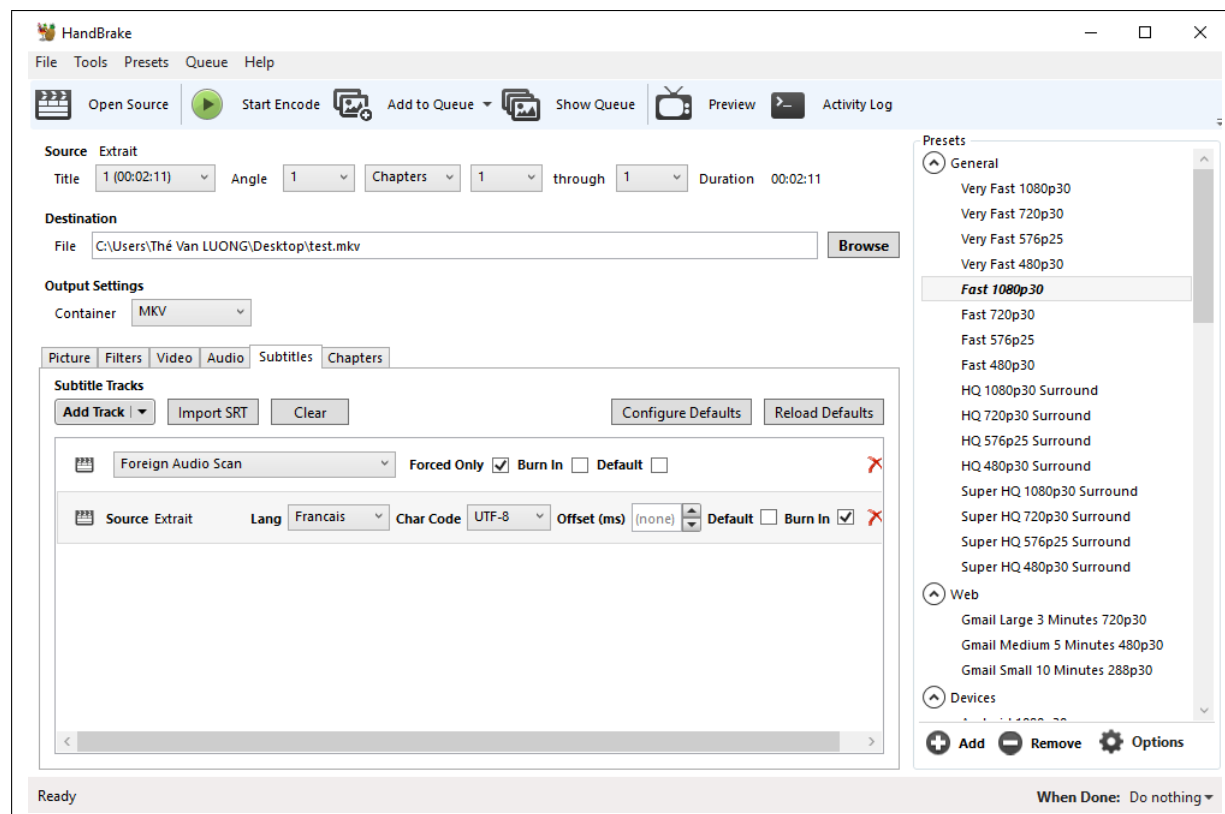 HandBrake
File Tools Presets Queue Help
Open Source Start Encode Add to Queue Show Queue Preview Activity Log
Source Extrait
Title 1 (00:02:11) Angle 1 Chapters 1 through 1 Duration 00:02:11
Destination
File C:\Users\Thé Van LUONG\Desktop\test.mkv Browse
Output Settings
Container MKV
Picture Filters Video Audio Subtitles Chapters
Subtitle Tracks
Add Track Import SRT Clear Configure Defaults Reload Defaults
Foreign Audio Scan Forced Only Burn In Default
Source Extrait Lang Francais Char Code UTF-8 Offset (ms) (none) Default Burn In
Presets
General
Very Fast 1080p30
Very Fast 720p30
Very Fast 576p25
Very Fast 480p30
Fast 1080p30
Fast 720p30
Fast 576p25
Fast 480p30
HQ 1080p30 Surround
HQ 720p30 Surround
HQ 576p25 Surround
HQ 480p30 Surround
Super HQ 1080p30 Surround
Super HQ 720p30 Surround
Super HQ 576p25 Surround
Super HQ 480p30 Surround
Web
Gmail Large 3 Minutes 720p30
Gmail Medium 5 Minutes 480p30
Gmail Small 10 Minutes 288p30
Devices
Add Remove Options
Ready When Done: Do nothing